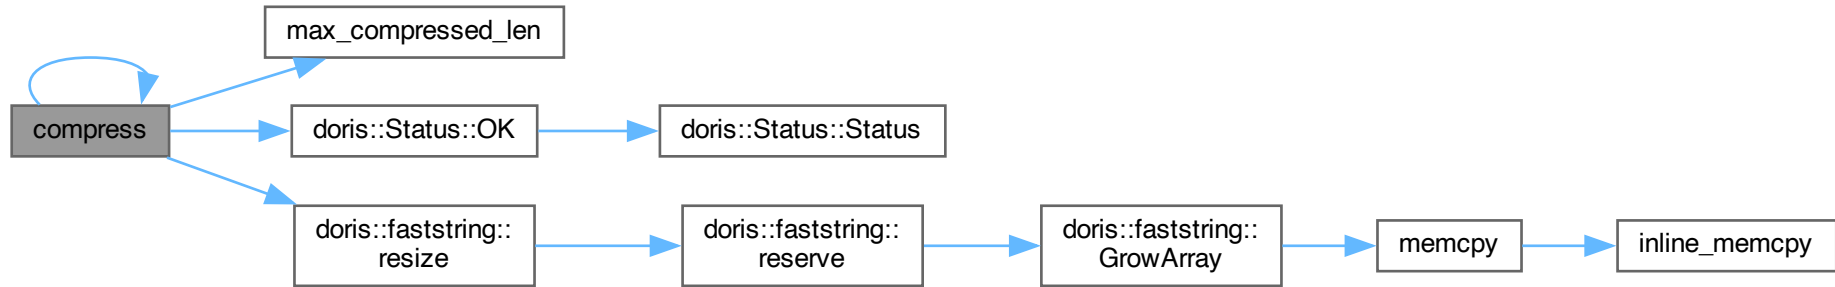 max_compressed_len
compress
doris::Status::OK
doris::Status::Status
doris::faststring::
resize
doris::faststring::
reserve
doris::faststring::
GrowArray
memcpy
inline_memcpy